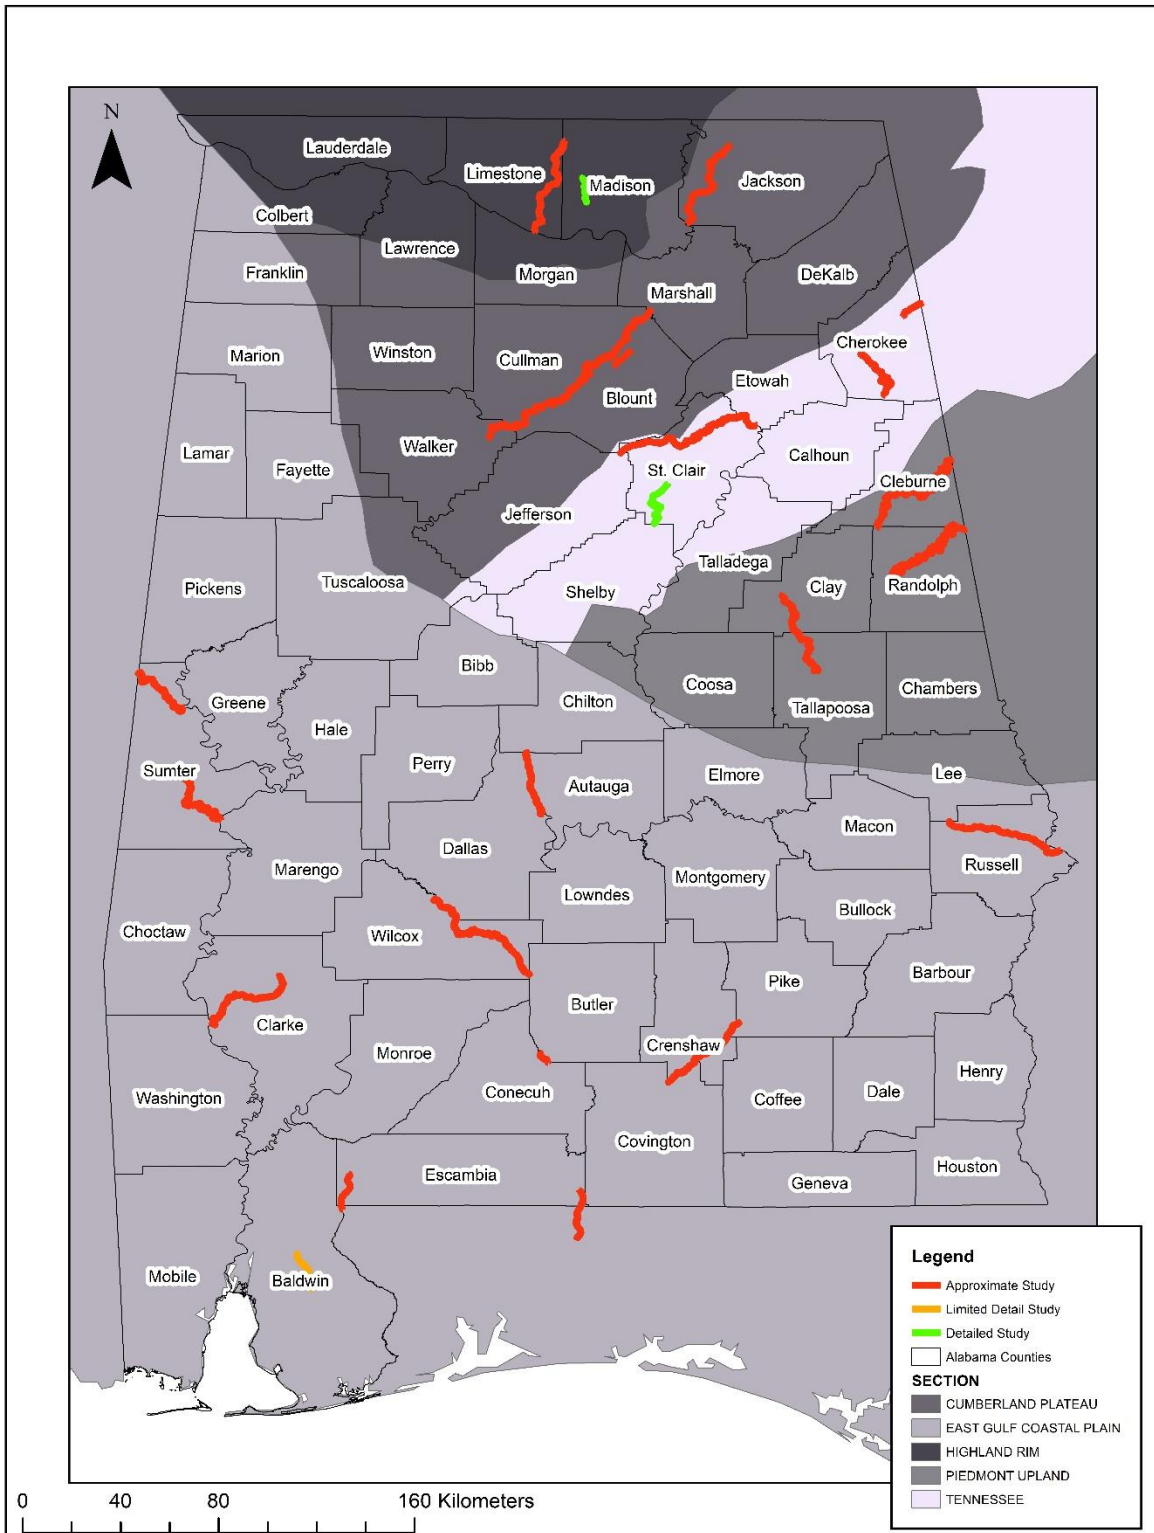 N
Lauderdale
Limestone
Madison
Jackson
Colbert
Lawrence
Franklin
Morgan
DeKalb
Marshall
Marion
Winston
Cullman
Cherokee
Etowah
Blount
Walker
Lamar
Fayette
St. Clair
Calhoun
Cleburne
Jefferson
Talladega
Pickens
Tuscaloosa
Shelby
Clay
Randolph
Bibb
Greene
Hale
Chilton
Coosa
Tallapoosa
Chambers
Sumter
Perry
Autauga
Elmore
Lee
Macon
Dallas
Marengo
Montgomery
Russell
Lowndes
Bullock
Choctaw
Wilcox
Butler
Pike
Barbour
Clarke
Monroe
Crenshaw
Washington
Conecuh
Coffee
Dale
Henry
Covington
Escambia
Geneva
Houston
Mobile
Baldwin
Legend
Approximate Study
Limited Detail Study
Detailed Study
Alabama Counties
SECTION
CUMBERLAND PLATEAU
EAST GULF COASTAL PLAIN
HIGHLAND RIM
PIEDMONT UPLAND
TENNESSEE
0 40 80 160 Kilometers